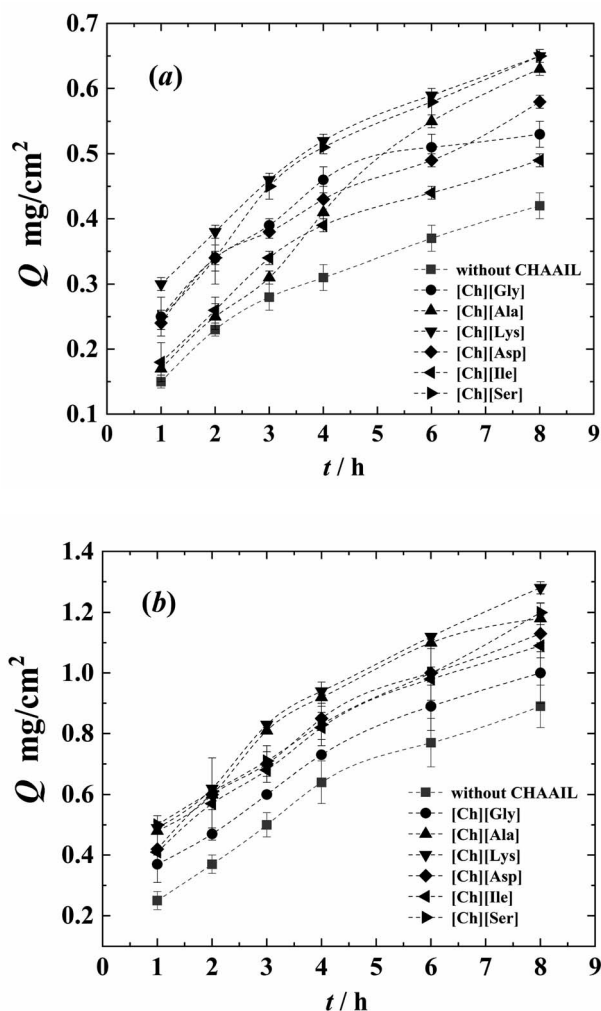 0.7
(a)
0.6
0.5
0.4
0.3
0.2
0.1
Q mg/cm²
without CHAAIL
[Ch][Gly]
[Ch][Ala]
[Ch][Lys]
[Ch][Asp]
[Ch][Ile]
[Ch][Ser]
0 1 2 3 4 5 6 7 8 9
t / h
1.4
(b)
1.2
1.0
0.8
0.6
0.4
0.2
Q mg/cm²
without CHAAIL
[Ch][Gly]
[Ch][Ala]
[Ch][Lys]
[Ch][Asp]
[Ch][Ile]
[Ch][Ser]
0 1 2 3 4 5 6 7 8 9
t / h